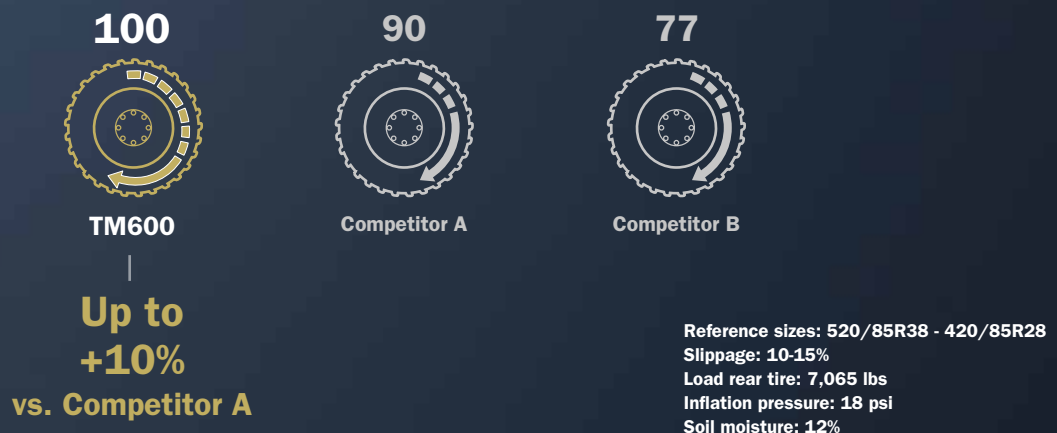 100
90
77
TM600
Competitor A
Competitor B
Up to
+10%
vs. Competitor A
Reference sizes: 520/85R38 - 420/85R28
Slippage: 10-15%
Load rear tire: 7,065 lbs
Inflation pressure: 18 psi
Soil moisture: 12%